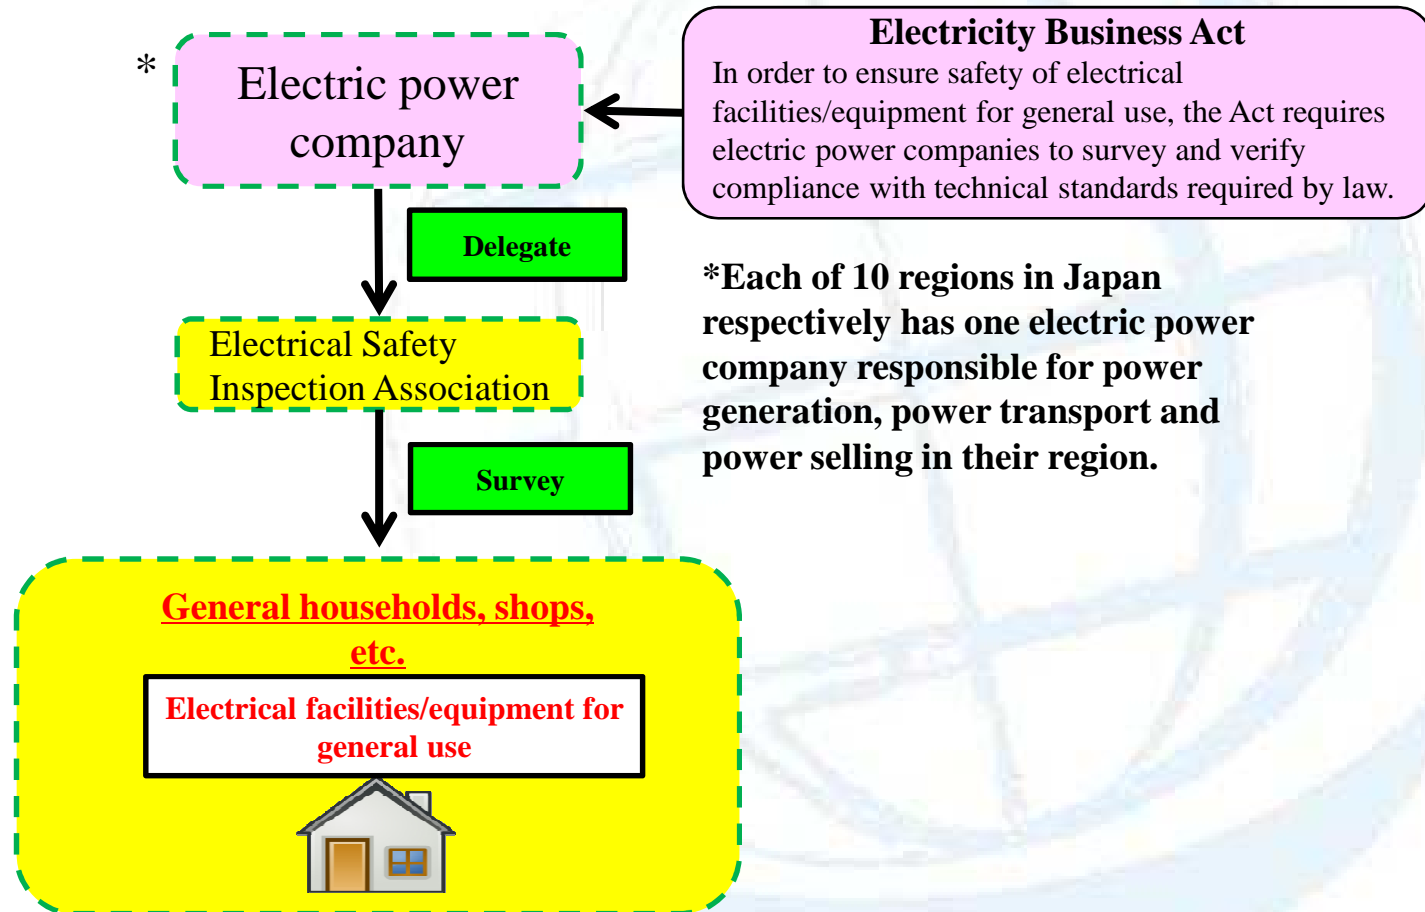 *
Electric power
company
Electricity Business Act
In order to ensure safety of electrical
facilities/equipment for general use, the Act requires
electric power companies to survey and verify
compliance with technical standards required by law.
Delegate
*Each of 10 regions in Japan
respectively has one electric power
company responsible for power
generation, power transport and
power selling in their region.
Electrical Safety
Inspection Association
Survey
General households, shops,
etc.
Electrical facilities/equipment for
general use